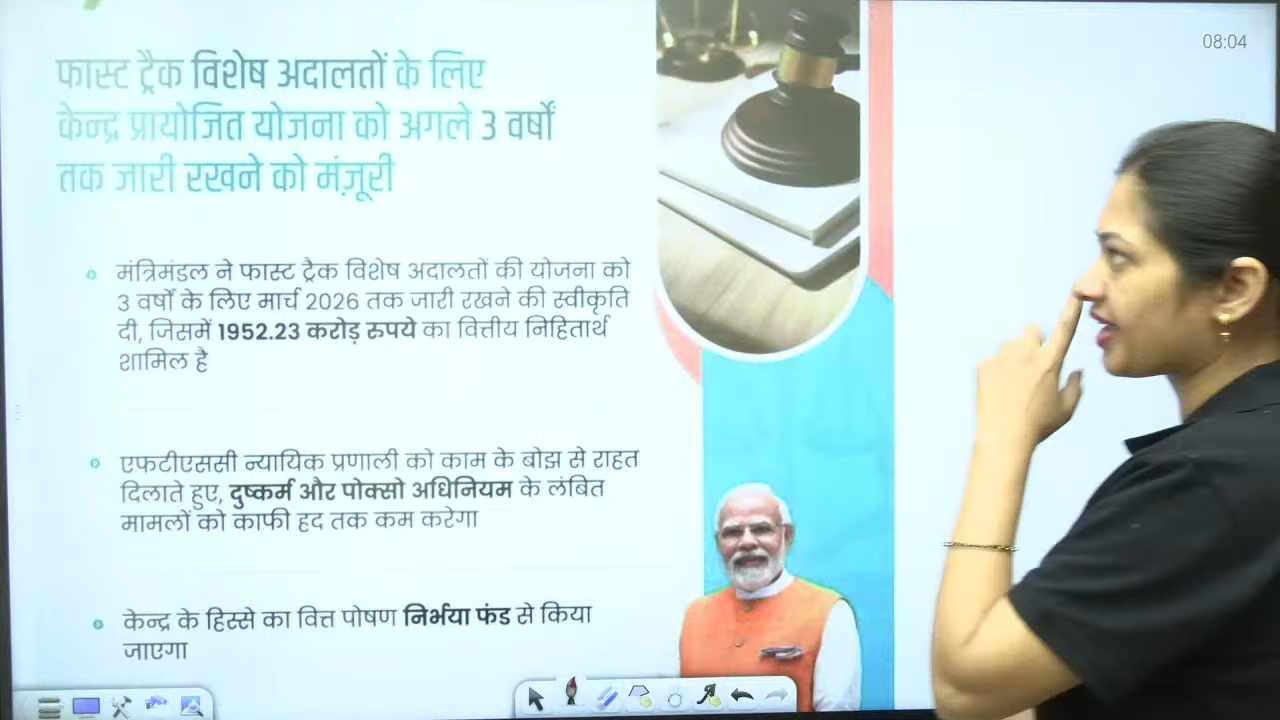 08:04
फास्ट ट्रैक विशेष अदालतों के लिए
केन्द्र प्रायोजित योजना को अगले 3 वर्षों
तक जारी रखने को मंज़ूरी
मंत्रिमंडल ने फास्ट ट्रैक विशेष अदालतों की योजना को
3 वर्षों के लिए मार्च 2026 तक जारी रखने की स्वीकृति
दी, जिसमें 1952.23 करोड़ रुपये का वित्तीय निहितार्थ
शामिल है
एफटीएससी न्यायिक प्रणाली को काम के बोझ से राहत
दिलाते हुए, दुष्कर्म और पोक्सो अधिनियम के लंबित
मामलों को काफी हद तक कम करेगा
केन्द्र के हिस्से का वित्त पोषण निर्भया फंड से किया
जाएगा